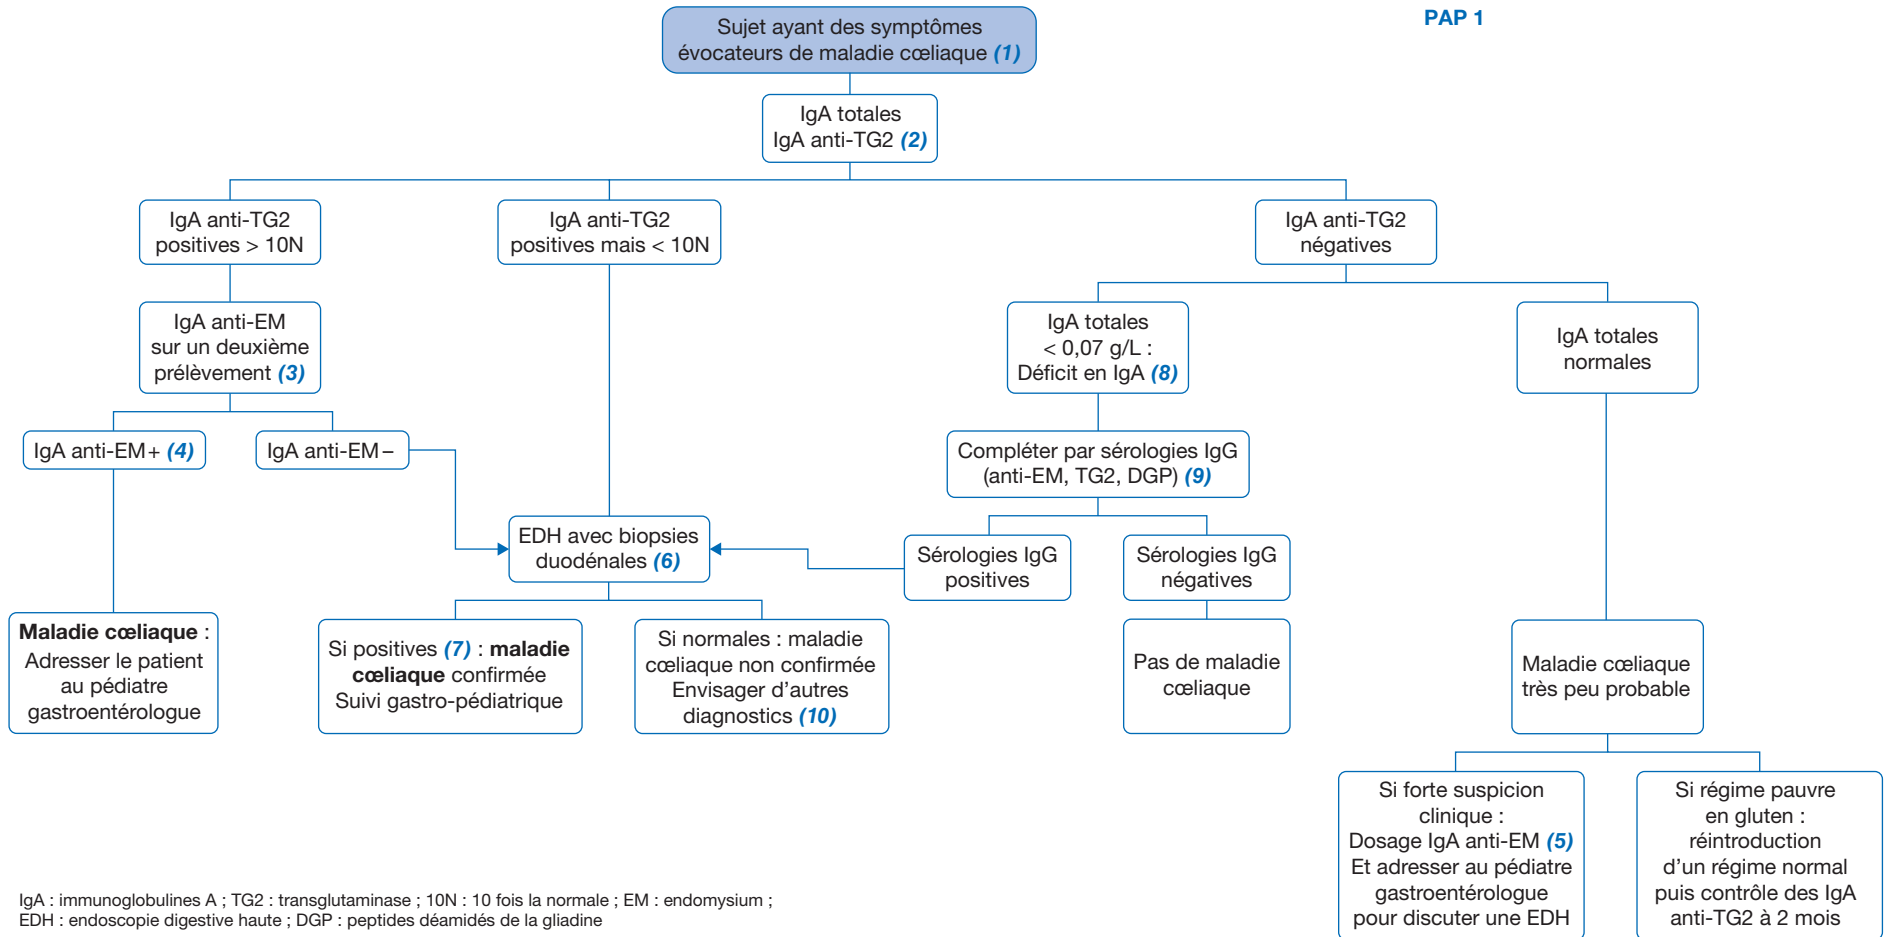 PAP 1
Sujet ayant des symptômes
évocateurs de maladie cœliaque (1)
IgA totales
IgA anti-TG2 (2)
IgA anti-TG2
positives > 10N
IgA anti-TG2
positives mais < 10N
IgA anti-TG2
négatives
IgA anti-EM
sur un deuxième
prélèvement (3)
IgA totales
< 0,07 g/L :
Déficit en IgA (8)
IgA totales
normales
IgA anti-EM+ (4)
IgA anti-EM–
Compléter par sérologies IgG
(anti-EM, TG2, DGP) (9)
EDH avec biopsies
duodénales (6)
Sérologies IgG
positives
Sérologies IgG
négatives
Maladie cœliaque :
Adresser le patient
au pédiatre
gastroentérologue
Si positives (7) : maladie
cœliaque confirmée
Suivi gastro-pédiatrique
Si normales : maladie
cœliaque non confirmée
Envisager d'autres
diagnostics (10)
Pas de maladie
cœliaque
Maladie cœliaque
très peu probable
Si forte suspicion
clinique :
Dosage IgA anti-EM (5)
Et adresser au pédiatre
gastroentérologue
pour discuter une EDH
Si régime pauvre
en gluten :
réintroduction
d'un régime normal
puis contrôle des IgA
anti-TG2 à 2 mois
IgA : immunoglobulines A ; TG2 : transglutaminase ; 10N : 10 fois la normale ; EM : endomysium ;
EDH : endoscopie digestive haute ; DGP : peptides déamidés de la gliadine